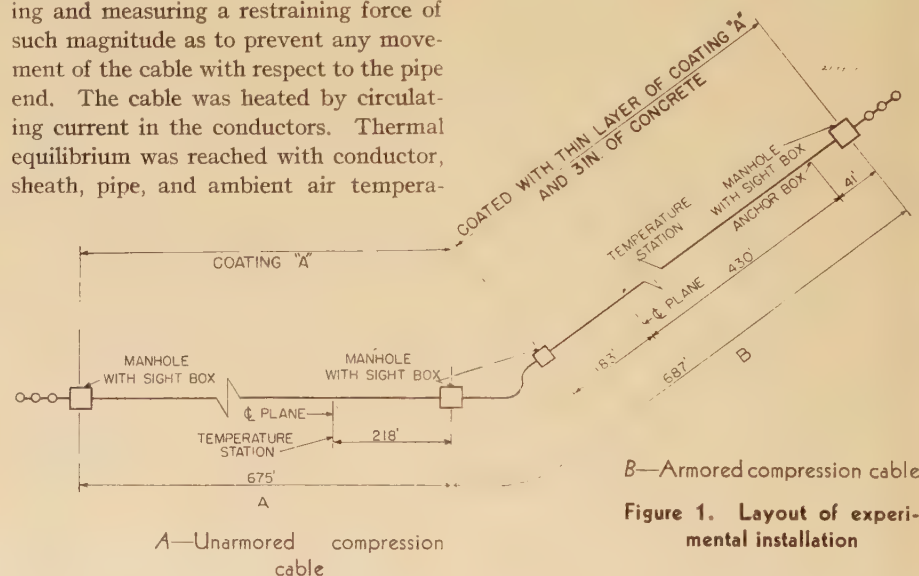 ing and measuring a restraining force of
such magnitude as to prevent any move-
ment of the cable with respect to the pipe
end. The cable was heated by circulat-
ing current in the conductors. Thermal
equilibrium was reached with conductor,
sheath, pipe, and ambient air tempera-
COATED WITH THIN LAYER OF COATING "A"
AND 3 IN. OF CONCRETE
MANHOLE
WITH SIGHT BOX
ANCHOR BOX
41'
TEMPERATURE
STATION
℄ PLANE
430'
183'
687'
B
COATING "A"
MANHOLE
WITH SIGHT BOX
MANHOLE
WITH SIGHT BOX
℄ PLANE
TEMPERATURE
STATION
218'
675'
A
A—Unarmored compression
cable
B—Armored compression cable
Figure 1. Layout of experi-
mental installation